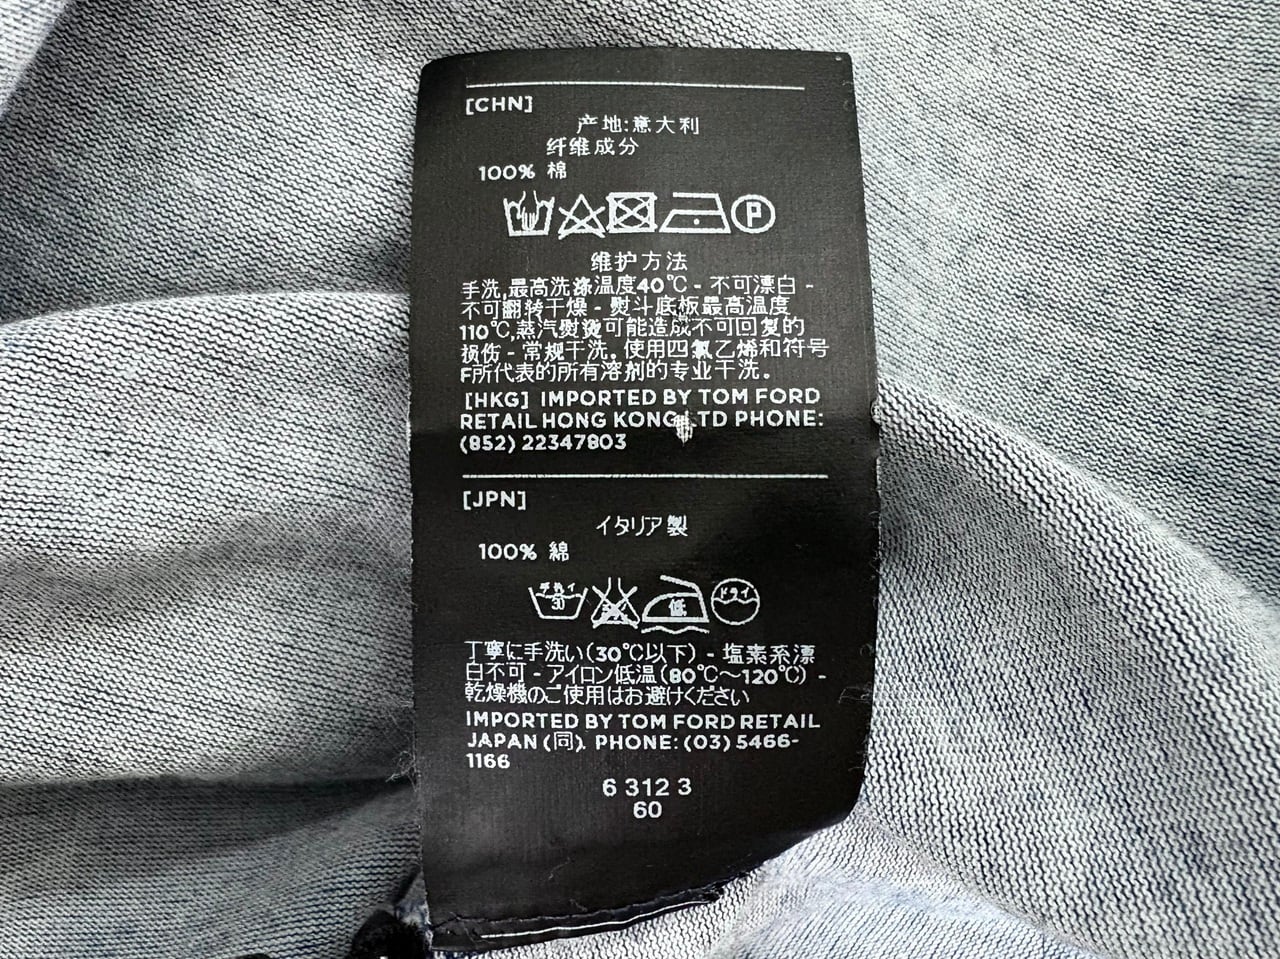 [CHN]
产地:意大利
纤维成分
100% 棉
P
维护方法
手洗,最高洗涤温度40℃ - 不可漂白 -
不可翻转干燥 - 熨斗底板最高温度
110℃,蒸汽熨烫可能造成不可回复的
损伤 - 常规干洗。使用四氯乙烯和符号
F所代表的所有溶剂的专业干洗。
[HKG] IMPORTED BY TOM FORD
RETAIL HONG KONG LTD PHONE:
(852) 22347803
[JPN]
イタリア製
100% 綿
30 低 ドライ
丁寧に手洗い(30℃以下) - 塩素系漂
白不可 - アイロン低温(80℃~120℃) -
乾燥機のご使用はお避けください
IMPORTED BY TOM FORD RETAIL
JAPAN (同). PHONE: (03) 5466-
1166
6 312 3
60